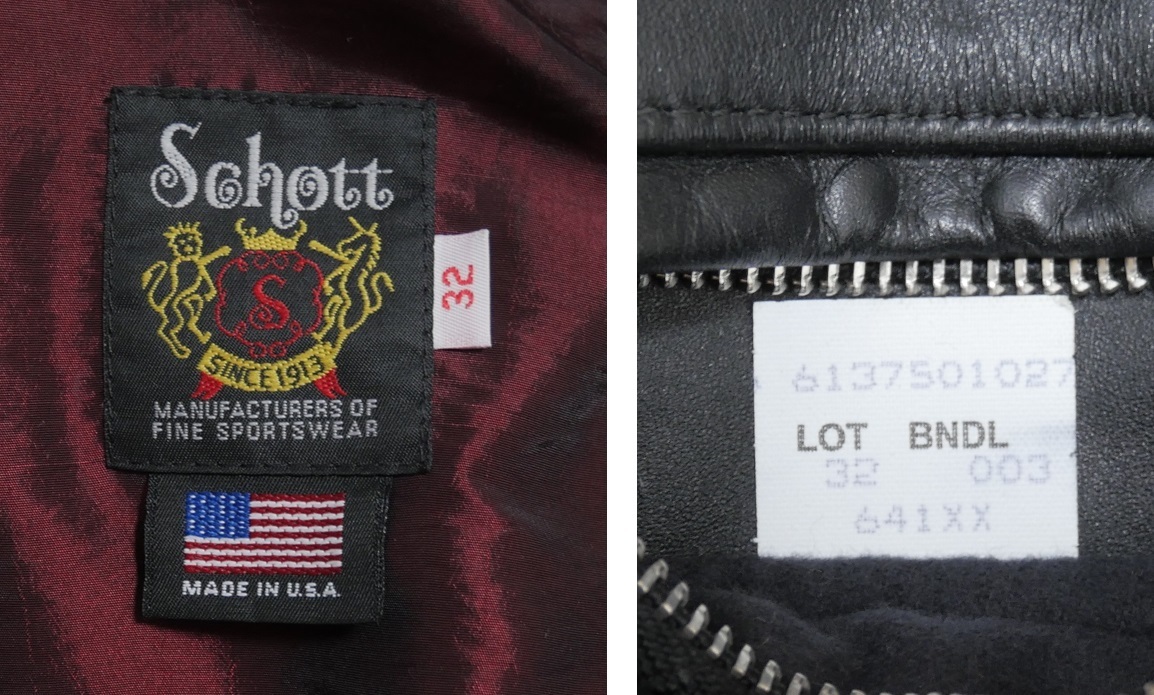 Schott
S
SINCE 1913
MANUFACTURERS OF
FINE SPORTSWEAR
32
MADE IN U.S.A.
6137501027
LOT BNDL
32 003
641XX